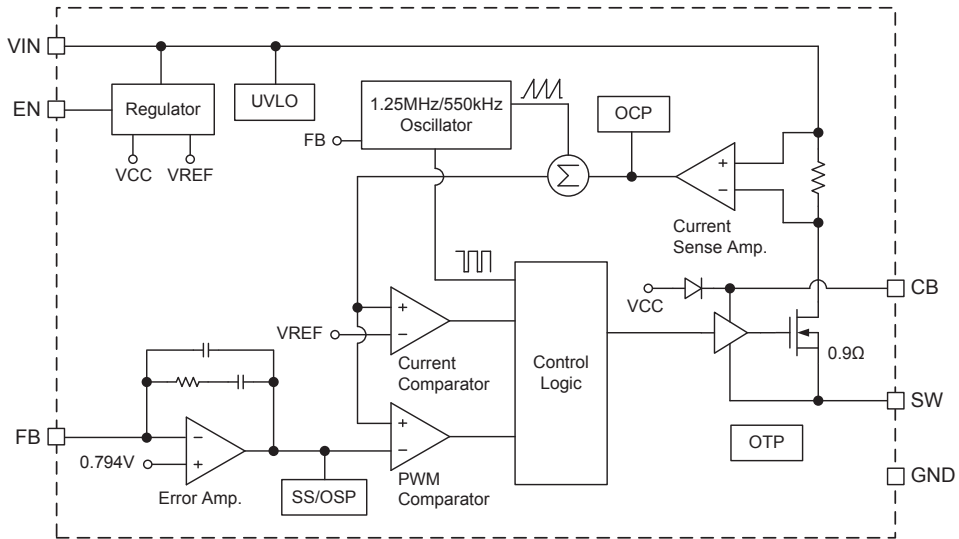 VIN
EN
Regulator
VCC
VREF
UVLO
1.25MHz/550kHz
Oscillator
FB
OCP
Σ
+
−
Current
Sense Amp.
VCC
CB
0.9Ω
SW
GND
OTP
Control
Logic
+
−
VREF
Current
Comparator
+
−
PWM
Comparator
FB
−
+
0.794V
Error Amp.
SS/OSP